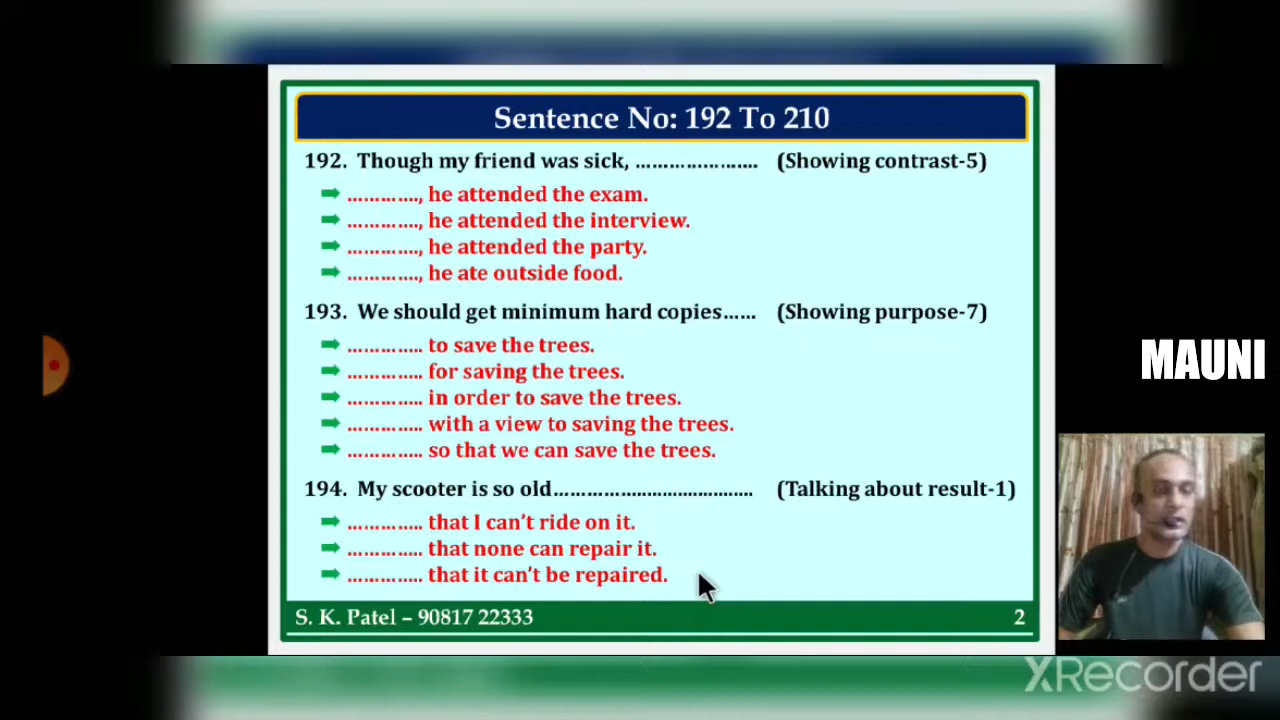 Sentence No: 192 To 210
192. Though my friend was sick, ………………….. (Showing contrast-5)
…………., he attended the exam.
…………., he attended the interview.
…………., he attended the party.
…………., he ate outside food.
193. We should get minimum hard copies…… (Showing purpose-7)
………….. to save the trees.
………….. for saving the trees.
………….. in order to save the trees.
………….. with a view to saving the trees.
………….. so that we can save the trees.
194. My scooter is so old……………………………… (Talking about result-1)
………….. that I can’t ride on it.
………….. that none can repair it.
………….. that it can’t be repaired.
S. K. Patel – 90817 22333 2
MAUNI
XRecorder